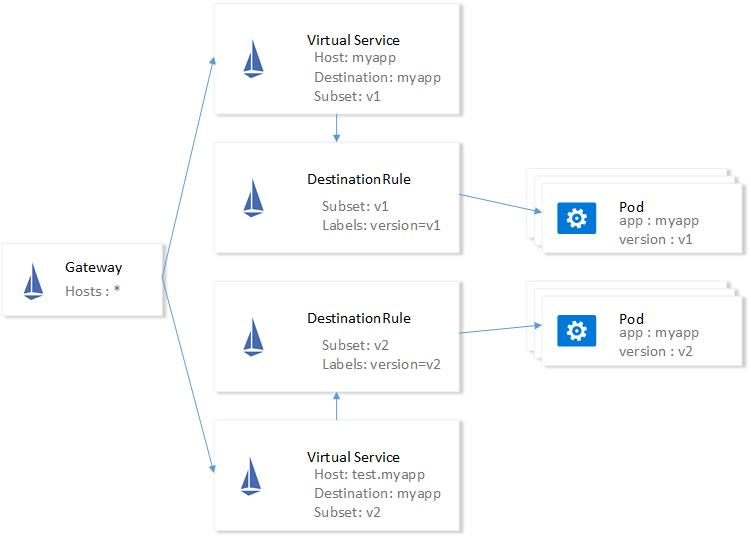 Virtual Service
Host: myapp
Destination: myapp
Subset: v1
DestinationRule
Subset: v1
Labels: version=v1
Pod
app : myapp
version : v1
Gateway
Hosts : *
DestinationRule
Subset: v2
Labels: version=v2
Pod
app : myapp
version : v2
Virtual Service
Host: test.myapp
Destination: myapp
Subset: v2